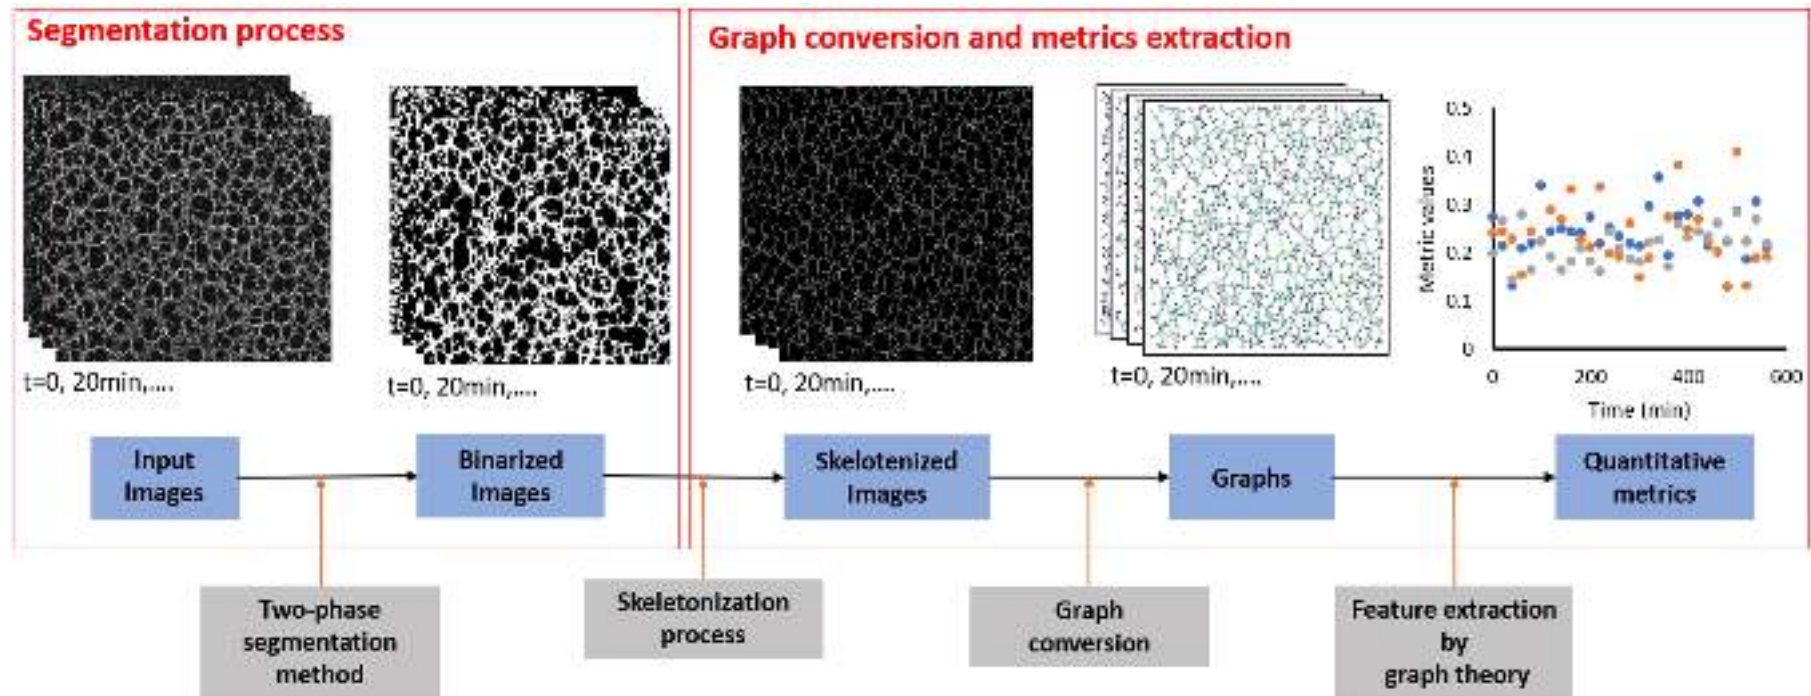 Segmentation process
Graph conversion and metrics extraction
t=0, 20min,....
t=0, 20min,....
t=0, 20min,....
t=0, 20min,....
0.5
0.4
0.3
0.2
0.1
0
Metric values
0 200 400 600
Time (min)
Input
Images
Binarized
Images
Skelotenized
Images
Graphs
Quantitative
metrics
Two-phase
segmentation
method
Skeletonization
process
Graph
conversion
Feature extraction
by
graph theory